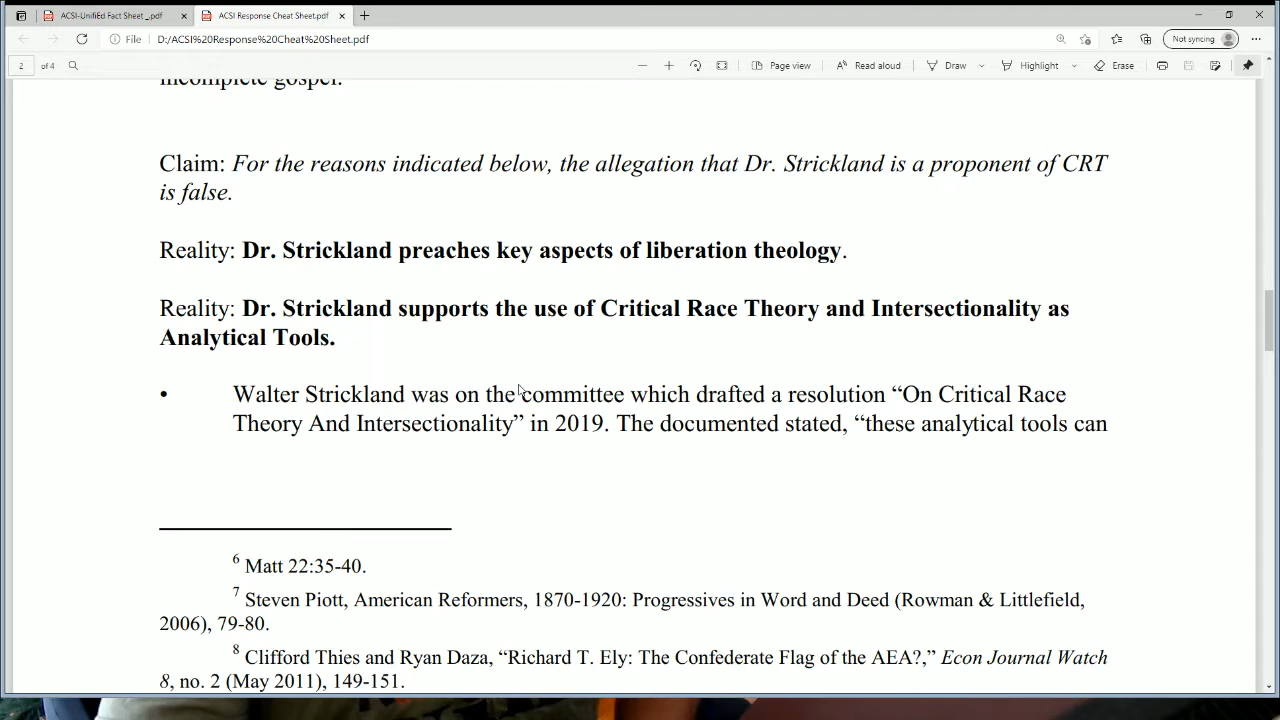 ACSI-UnifiEd Fact Sheet _.pdf
ACSI Response Cheat Sheet.pdf
File
D:/ACSI%20Response%20Cheat%20Sheet.pdf
Not syncing
2 of 4
Page view
Read aloud
Draw
Highlight
Erase
incomplete gospel.
Claim: For the reasons indicated below, the allegation that Dr. Strickland is a proponent of CRT
is false.
Reality: Dr. Strickland preaches key aspects of liberation theology.
Reality: Dr. Strickland supports the use of Critical Race Theory and Intersectionality as
Analytical Tools.
• Walter Strickland was on the committee which drafted a resolution “On Critical Race
Theory And Intersectionality” in 2019. The documented stated, “these analytical tools can
6 Matt 22:35-40.
7 Steven Piott, American Reformers, 1870-1920: Progressives in Word and Deed (Rowman & Littlefield,
2006), 79-80.
8 Clifford Thies and Ryan Daza, “Richard T. Ely: The Confederate Flag of the AEA?,” Econ Journal Watch
8, no. 2 (May 2011), 149-151.